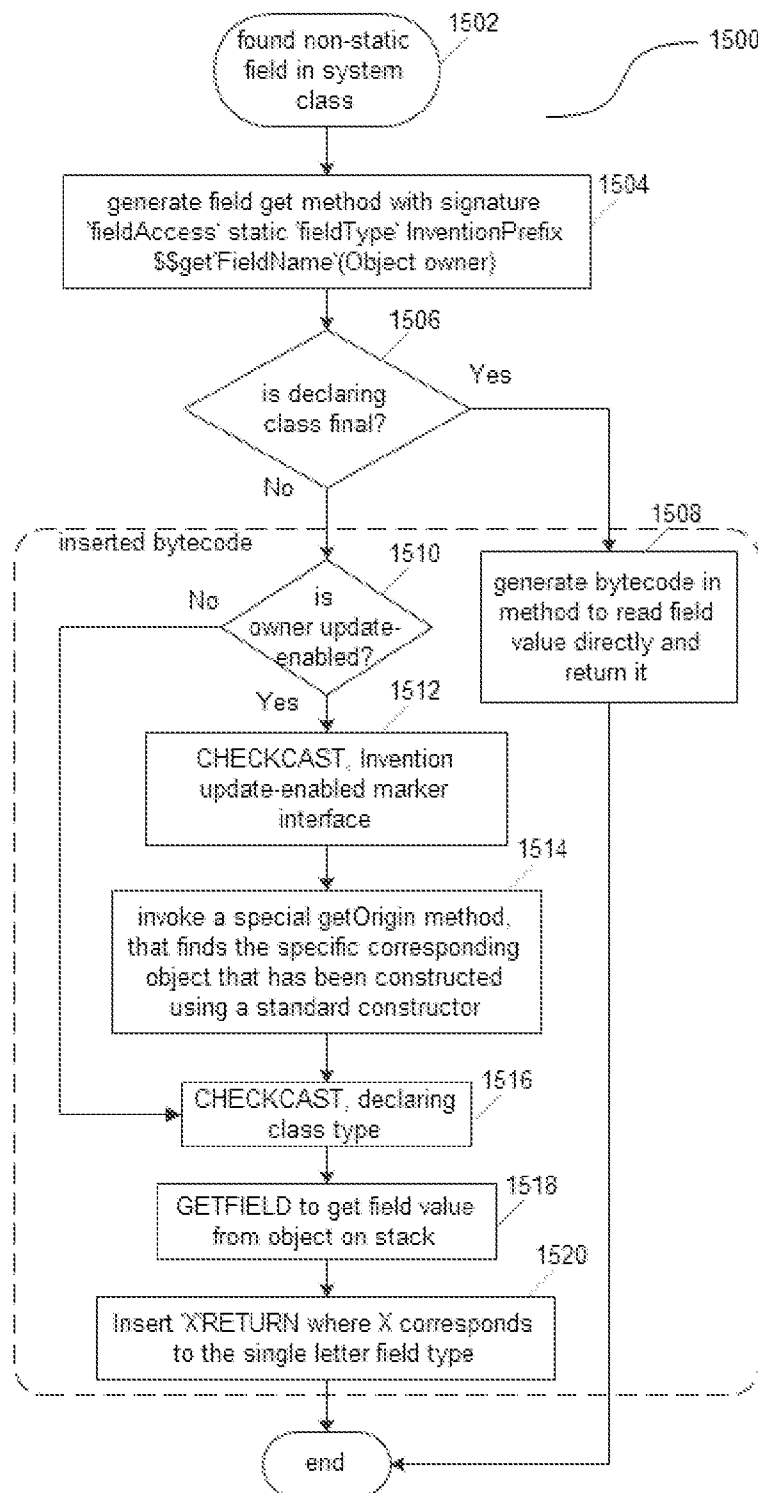 1502
1500
found non-static
field in system
class
1504
generate field get method with signature
`fieldAccess` static `fieldType` InventionPrefix
$$get`FieldName`(Object owner)
1506
is declaring
class final?
Yes
No
1508
inserted bytecode
1510
generate bytecode in
method to read field
value directly and
return it
No
is
owner update-
enabled?
Yes
1512
CHECKCAST, Invention
update-enabled marker
interface
1514
invoke a special getOrigin method,
that finds the specific corresponding
object that has been constructed
using a standard constructor
CHECKCAST, declaring
class type
1516
GETFIELD to get field value
from object on stack
1518
1520
Insert `X`RETURN where X corresponds
to the single letter field type
end